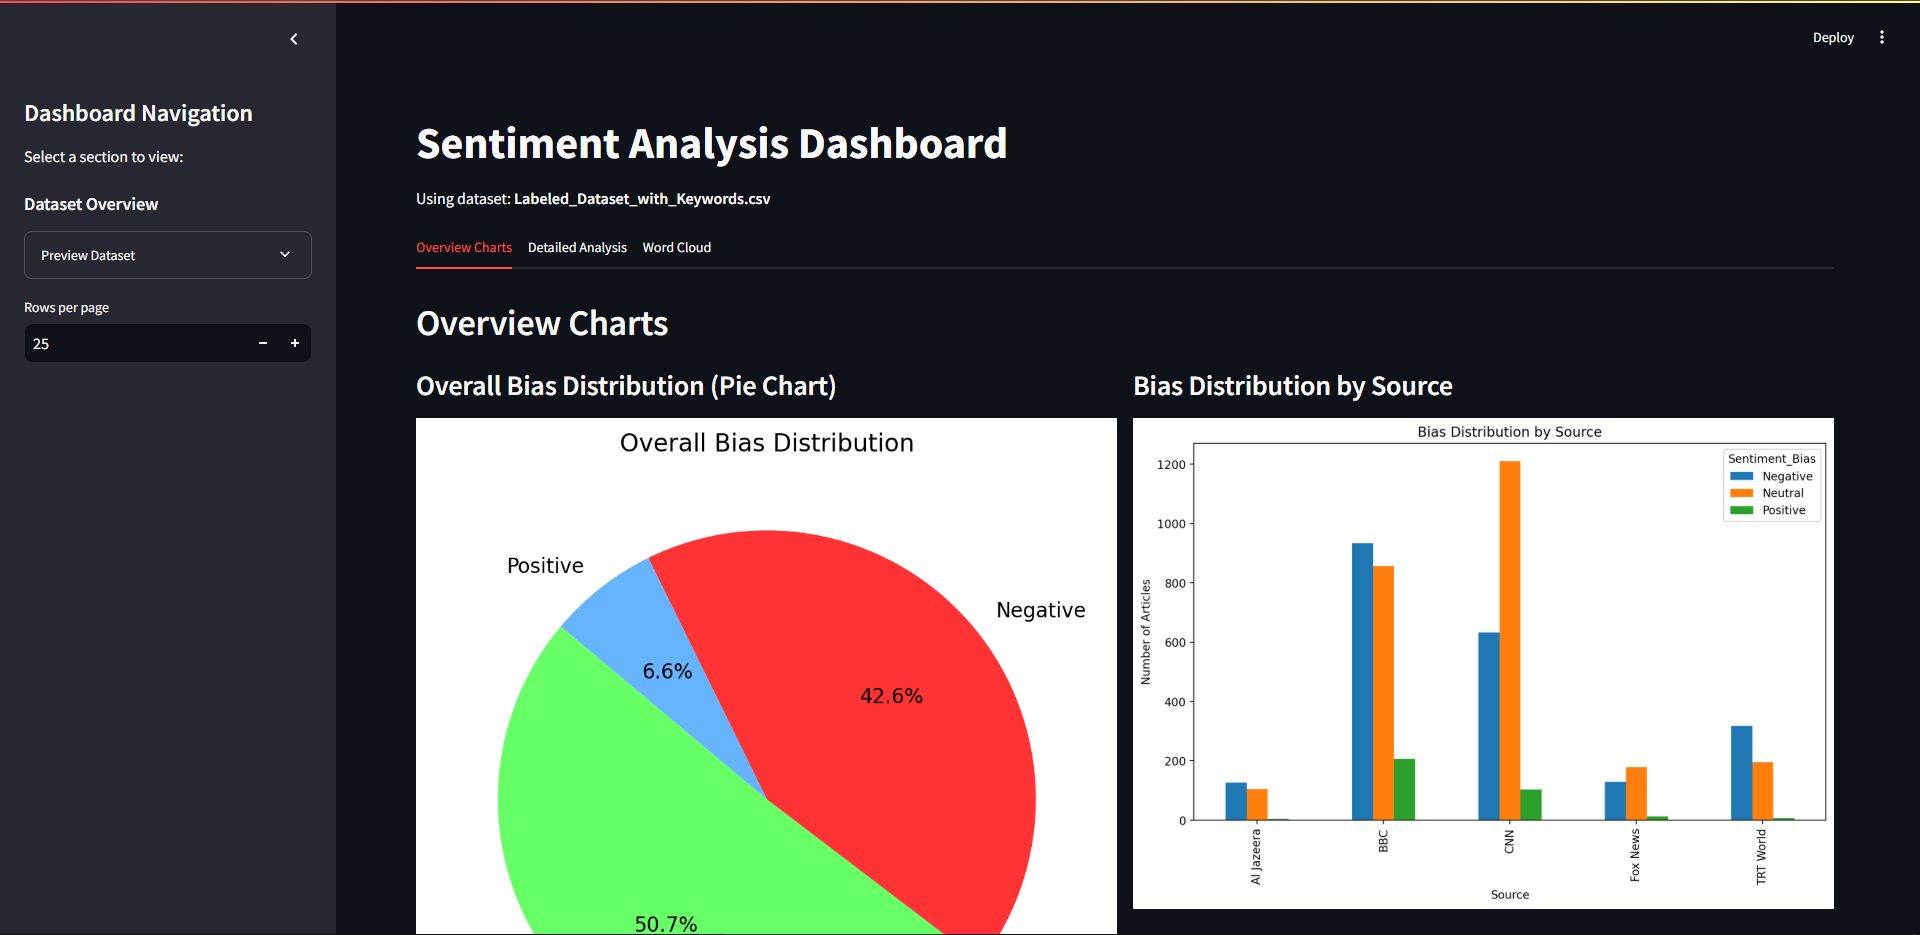 Deploy
Dashboard Navigation
Select a section to view:
Dataset Overview
Preview Dataset
Rows per page
25
Sentiment Analysis Dashboard
Using dataset: Labeled_Dataset_with_Keywords.csv
Overview Charts Detailed Analysis Word Cloud
Overview Charts
Overall Bias Distribution (Pie Chart)
Overall Bias Distribution
Positive
Negative
6.6%
42.6%
50.7%
Bias Distribution by Source
Bias Distribution by Source
Sentiment_Bias
Negative
Neutral
Positive
Number of Articles
1200
1000
800
600
400
200
0
Al Jazeera
BBC
CNN
Fox News
TRT World
Source